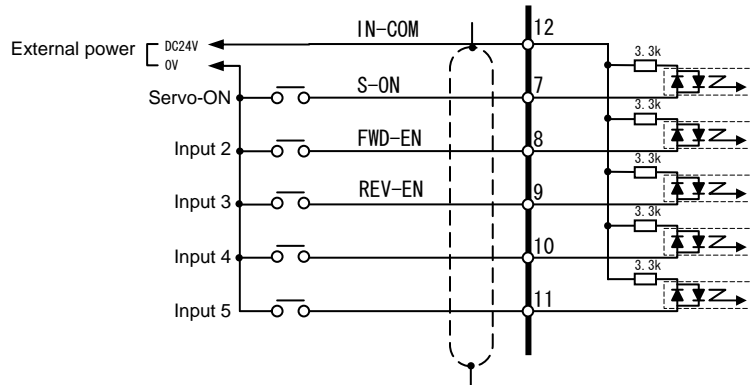 IN-COM
12
External power
DC24V
0V
3.3k
Servo-ON
S-ON
7
3.3k
Input 2
FWD-EN
8
3.3k
Input 3
REV-EN
9
3.3k
Input 4
10
3.3k
Input 5
11